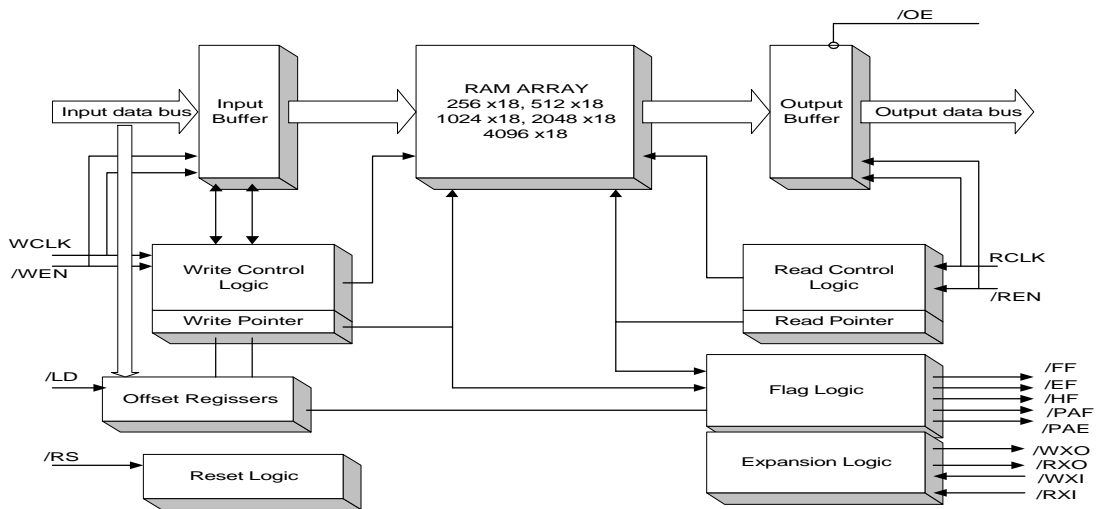 /OE
Input data bus
Input
Buffer
RAM ARRAY
256 x18, 512 x18
1024 x18, 2048 x18
4096 x18
Output
Buffer
Output data bus
WCLK
/WEN
Write Control
Logic
Write Pointer
Read Control
Logic
Read Pointer
RCLK
/REN
/LD
Offset Regissers
Flag Logic
/FF
/EF
/HF
/PAF
/PAE
/RS
Reset Logic
Expansion Logic
/WXO
/RXO
/WXI
/RXI